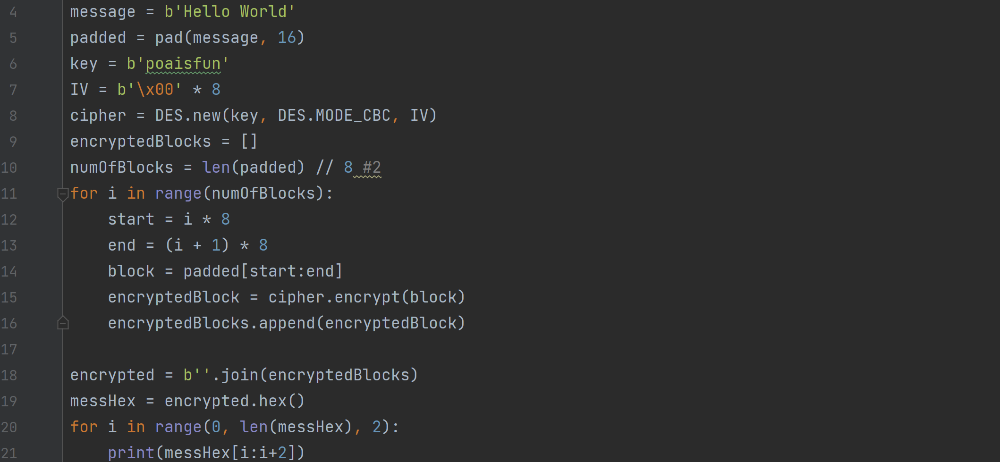 4 message = b'Hello World'
5 padded = pad(message, 16)
6 key = b'poaisfun'
7 IV = b'\x00' * 8
8 cipher = DES.new(key, DES.MODE_CBC, IV)
9 encryptedBlocks = []
10 numOfBlocks = len(padded) // 8 #2
11 for i in range(numOfBlocks):
12     start = i * 8
13     end = (i + 1) * 8
14     block = padded[start:end]
15     encryptedBlock = cipher.encrypt(block)
16     encryptedBlocks.append(encryptedBlock)
17
18 encrypted = b''.join(encryptedBlocks)
19 messHex = encrypted.hex()
20 for i in range(0, len(messHex), 2):
21     print(messHex[i:i+2])